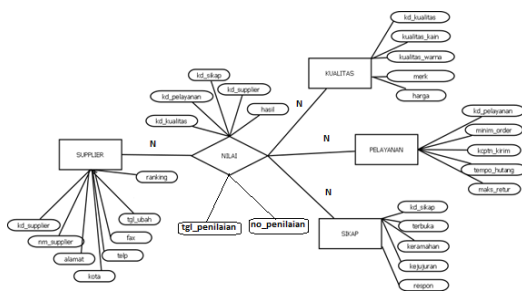 kd_kualitas
kualitas_kain
kualitas_warna
merk
harga
KUALITAS
kd_sikap
kd_supplier
kd_pelayanan
hasil
kd_kualitas
N
N
N
N
SUPPLIER
NILAI
PELAYANAN
kd_pelayanan
minim_order
kcptn_kirim
tempo_hutang
maks_retur
ranking
tgl_ubah
fax
telp
kota
alamat
nm_supplier
kd_supplier
tgl_penilaian
no_penilaian
SIKAP
kd_sikap
terbuka
keramahan
kejujuran
respon